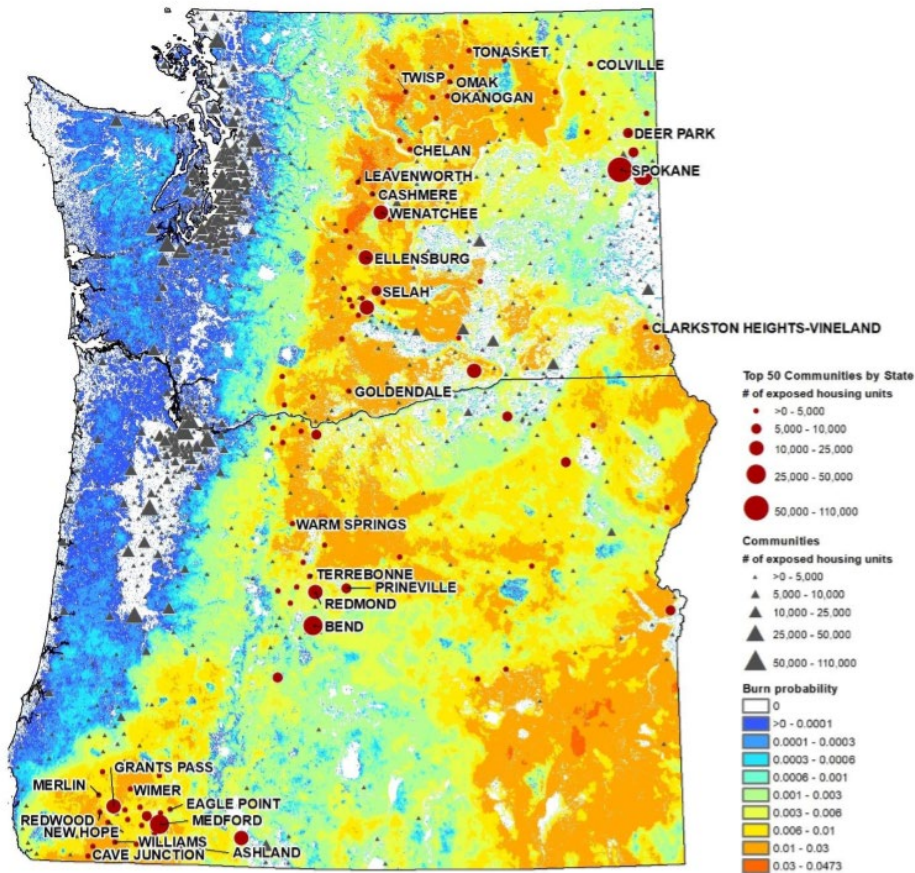 TONASKET
COLVILLE
TWISP
OMAK
OKANOGAN
DEER PARK
CHELAN
SPOKANE
LEAVENWORTH
CASHMERE
WENATCHEE
ELLENSBURG
SELAH
CLARKSTON HEIGHTS-VINELAND
GOLDENDALE
WARM SPRINGS
TERREBONNE
PRINEVILLE
REDMOND
BEND
GRANTS PASS
MERLIN
WIMER
EAGLE POINT
REDWOOD
MEDFORD
NEW HOPE
WILLIAMS
ASHLAND
CAVE JUNCTION
Top 50 Communities by State
# of exposed housing units
>0 - 5,000
5,000 - 10,000
10,000 - 25,000
25,000 - 50,000
50,000 - 110,000
Communities
# of exposed housing units
>0 - 5,000
5,000 - 10,000
10,000 - 25,000
25,000 - 50,000
50,000 - 110,000
Burn probability
0
>0 - 0.0001
0.0001 - 0.0003
0.0003 - 0.0006
0.0006 - 0.001
0.001 - 0.003
0.003 - 0.006
0.006 - 0.01
0.01 - 0.03
0.03 - 0.0473